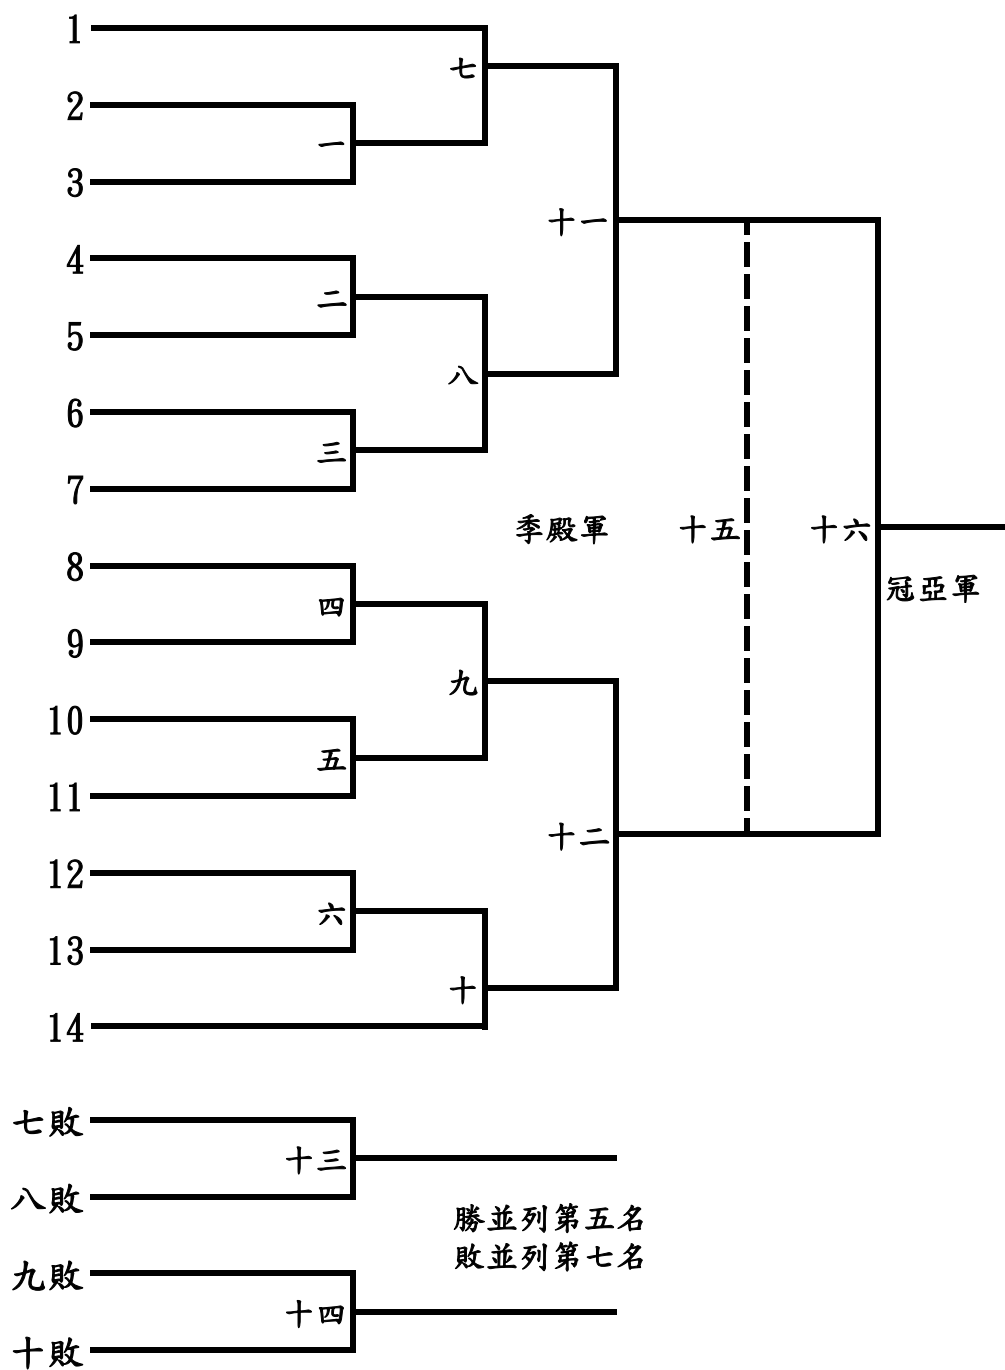 1
七
2
一
3
十一
4
二
5
八
6
三
7
季殿軍
十五
十六
冠亞軍
8
四
9
九
10
五
11
十二
12
六
13
十
14
七敗
十三
八敗
勝並列第五名
敗並列第七名
九敗
十四
十敗